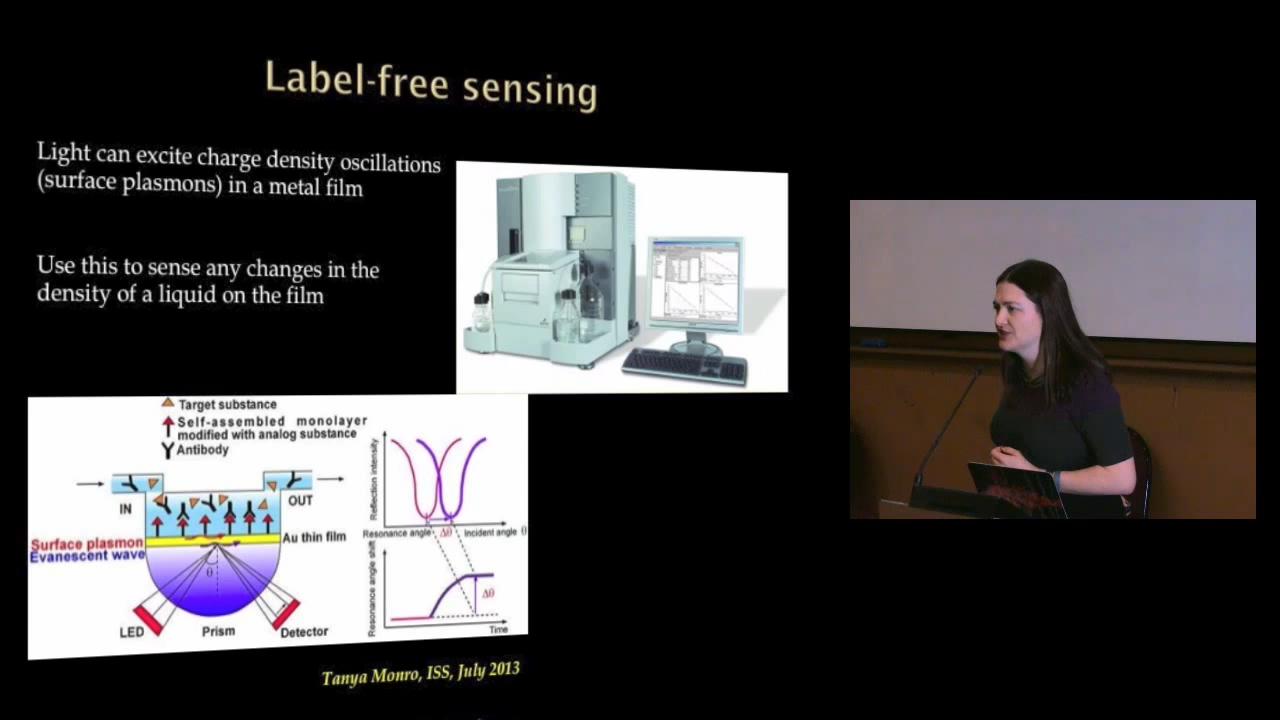 Label-free sensing
Light can excite charge density oscillations
(surface plasmons) in a metal film
Use this to sense any changes in the
density of a liquid on the film
Target substance
Self-assembled monolayer
modified with analog substance
Antibody
IN
OUT
Surface plasmon
Evanescent wave
Au thin film
θ
LED
Prism
Detector
Reflection intensity
Resonance angle
Δθ
Incident angle θ
Resonance angle shift
Δθ
Time
Tanya Monro, ISS, July 2013